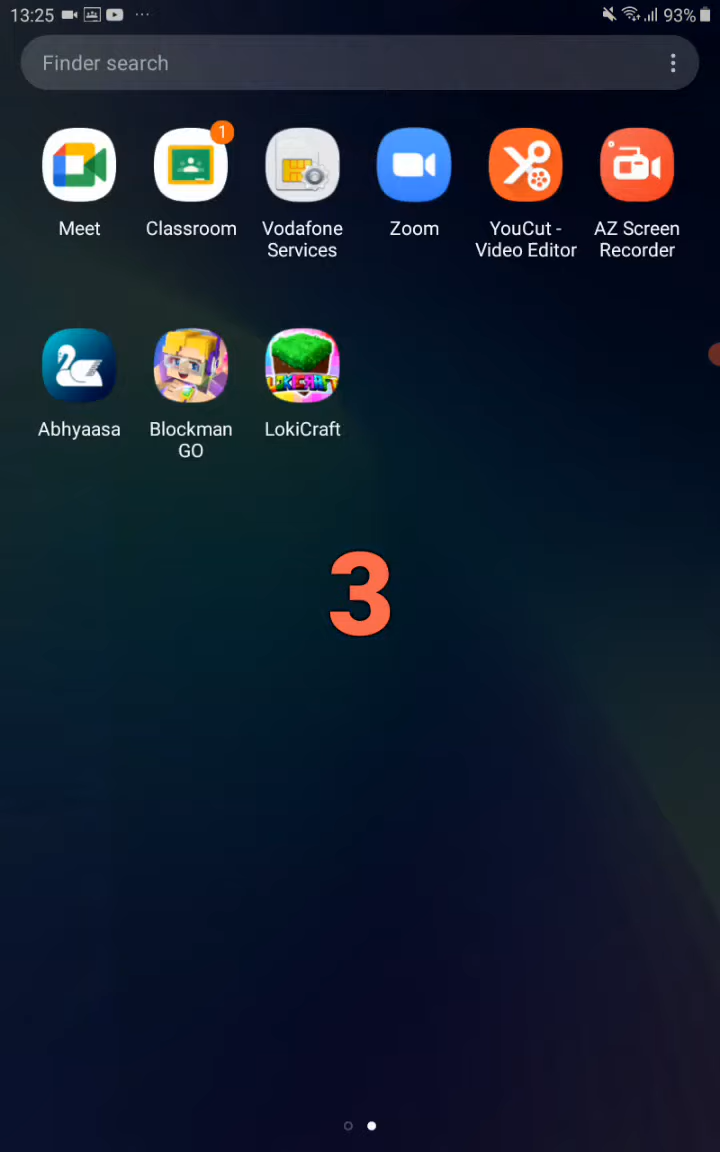 13:25 93%
Finder search
1
Meet Classroom Vodafone Services Zoom YouCut - Video Editor AZ Screen Recorder
LOKICRAFT
Abhyaasa Blockman GO LokiCraft
3